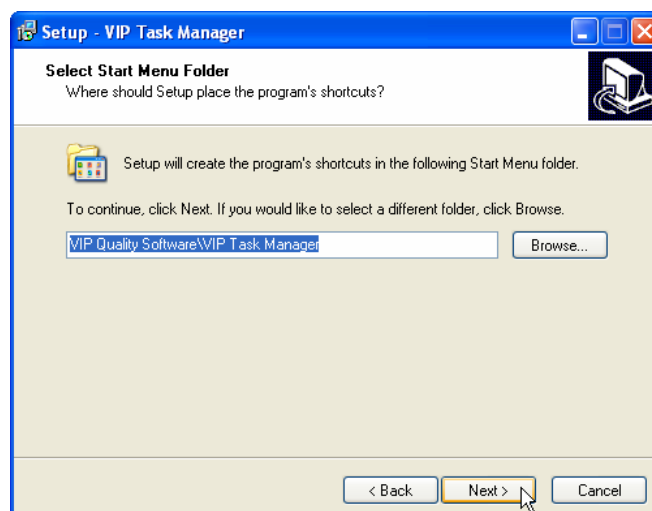 Setup - VIP Task Manager
Select Start Menu Folder
Where should Setup place the program's shortcuts?
Setup will create the program's shortcuts in the following Start Menu folder.
To continue, click Next. If you would like to select a different folder, click Browse.
VIP Quality Software\VIP Task Manager
Browse...
< Back
Next >
Cancel